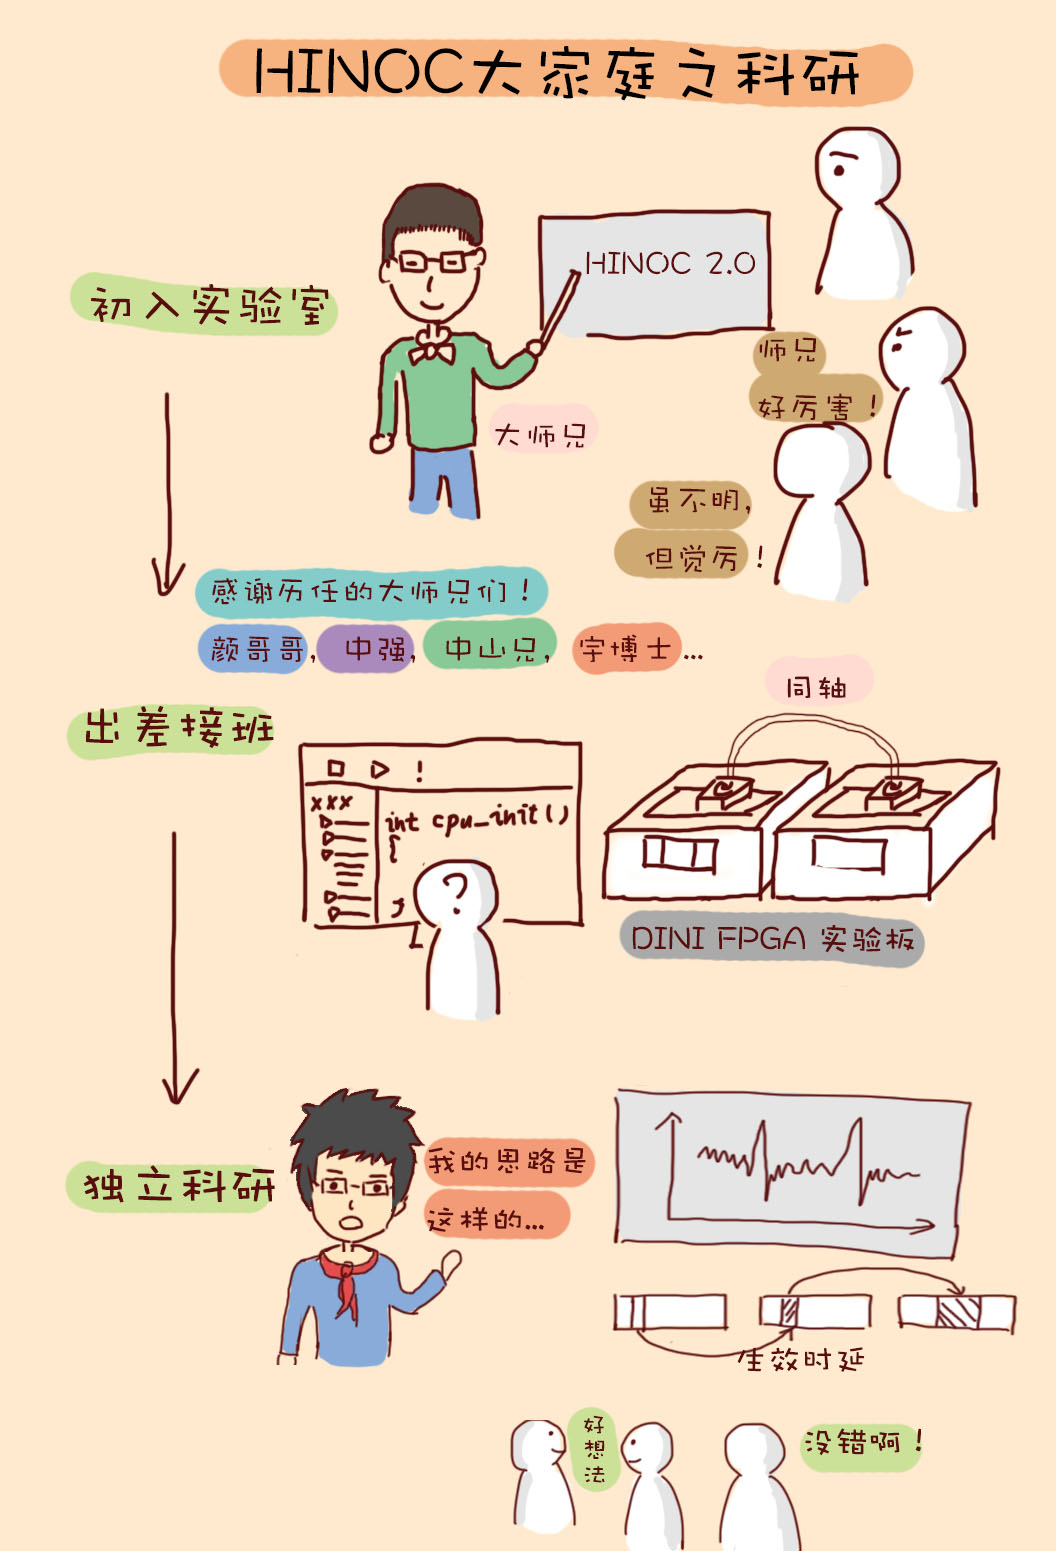 HINOC大家庭之科研
初入实验室
HINOC 2.0
大师兄
师兄
好厉害！
虽不明,
但觉厉！
感谢历任的大师兄们！
颜哥哥, 中强, 中山兄, 宇博士...
出差接班
同轴
xxx
int cpu_init()
{
}
?
DINI FPGA 实验板
独立科研
我的思路是
这样的...
生效时延
好
想
法
没错啊！